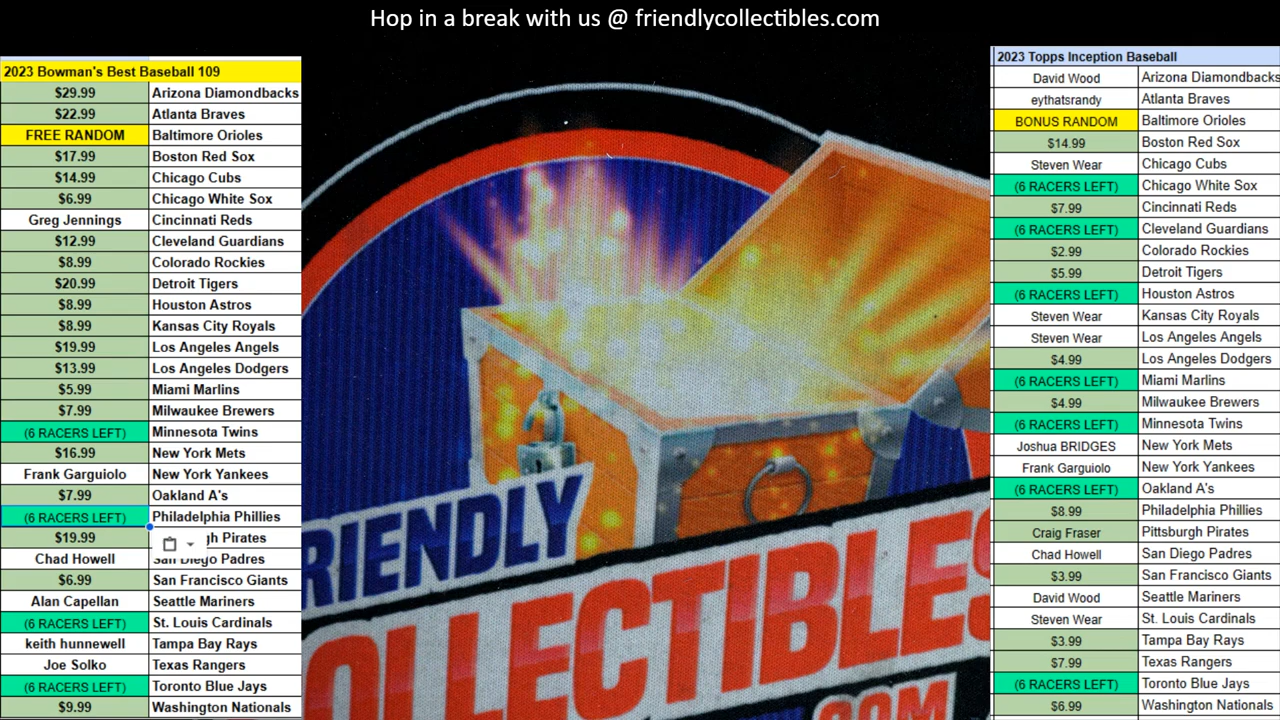 Hop in a break with us @ friendlycollectibles.com
2023 Bowman's Best Baseball 109
$29.99 Arizona Diamondbacks
$22.99 Atlanta Braves
FREE RANDOM Baltimore Orioles
$17.99 Boston Red Sox
$14.99 Chicago Cubs
$6.99 Chicago White Sox
Greg Jennings Cincinnati Reds
$12.99 Cleveland Guardians
$8.99 Colorado Rockies
$20.99 Detroit Tigers
$8.99 Houston Astros
$8.99 Kansas City Royals
$19.99 Los Angeles Angels
$13.99 Los Angeles Dodgers
$5.99 Miami Marlins
$7.99 Milwaukee Brewers
(6 RACERS LEFT) Minnesota Twins
$16.99 New York Mets
Frank Garguiolo New York Yankees
$7.99 Oakland A's
(6 RACERS LEFT) Philadelphia Phillies
$19.99 gh Pirates
Chad Howell San Diego Padres
$6.99 San Francisco Giants
Alan Capellan Seattle Mariners
(6 RACERS LEFT) St. Louis Cardinals
keith hunnewell Tampa Bay Rays
Joe Solko Texas Rangers
(6 RACERS LEFT) Toronto Blue Jays
$9.99 Washington Nationals
RIENDLY
OLLECTIBLES
.COM
2023 Topps Inception Baseball
David Wood Arizona Diamondbacks
eythatsrandy Atlanta Braves
BONUS RANDOM Baltimore Orioles
$14.99 Boston Red Sox
Steven Wear Chicago Cubs
(6 RACERS LEFT) Chicago White Sox
$7.99 Cincinnati Reds
(6 RACERS LEFT) Cleveland Guardians
$2.99 Colorado Rockies
$5.99 Detroit Tigers
(6 RACERS LEFT) Houston Astros
Steven Wear Kansas City Royals
Steven Wear Los Angeles Angels
$4.99 Los Angeles Dodgers
(6 RACERS LEFT) Miami Marlins
$4.99 Milwaukee Brewers
(6 RACERS LEFT) Minnesota Twins
Joshua BRIDGES New York Mets
Frank Garguiolo New York Yankees
(6 RACERS LEFT) Oakland A's
$8.99 Philadelphia Phillies
Craig Fraser Pittsburgh Pirates
Chad Howell San Diego Padres
$3.99 San Francisco Giants
David Wood Seattle Mariners
Steven Wear St. Louis Cardinals
$3.99 Tampa Bay Rays
$7.99 Texas Rangers
(6 RACERS LEFT) Toronto Blue Jays
$6.99 Washington Nationals